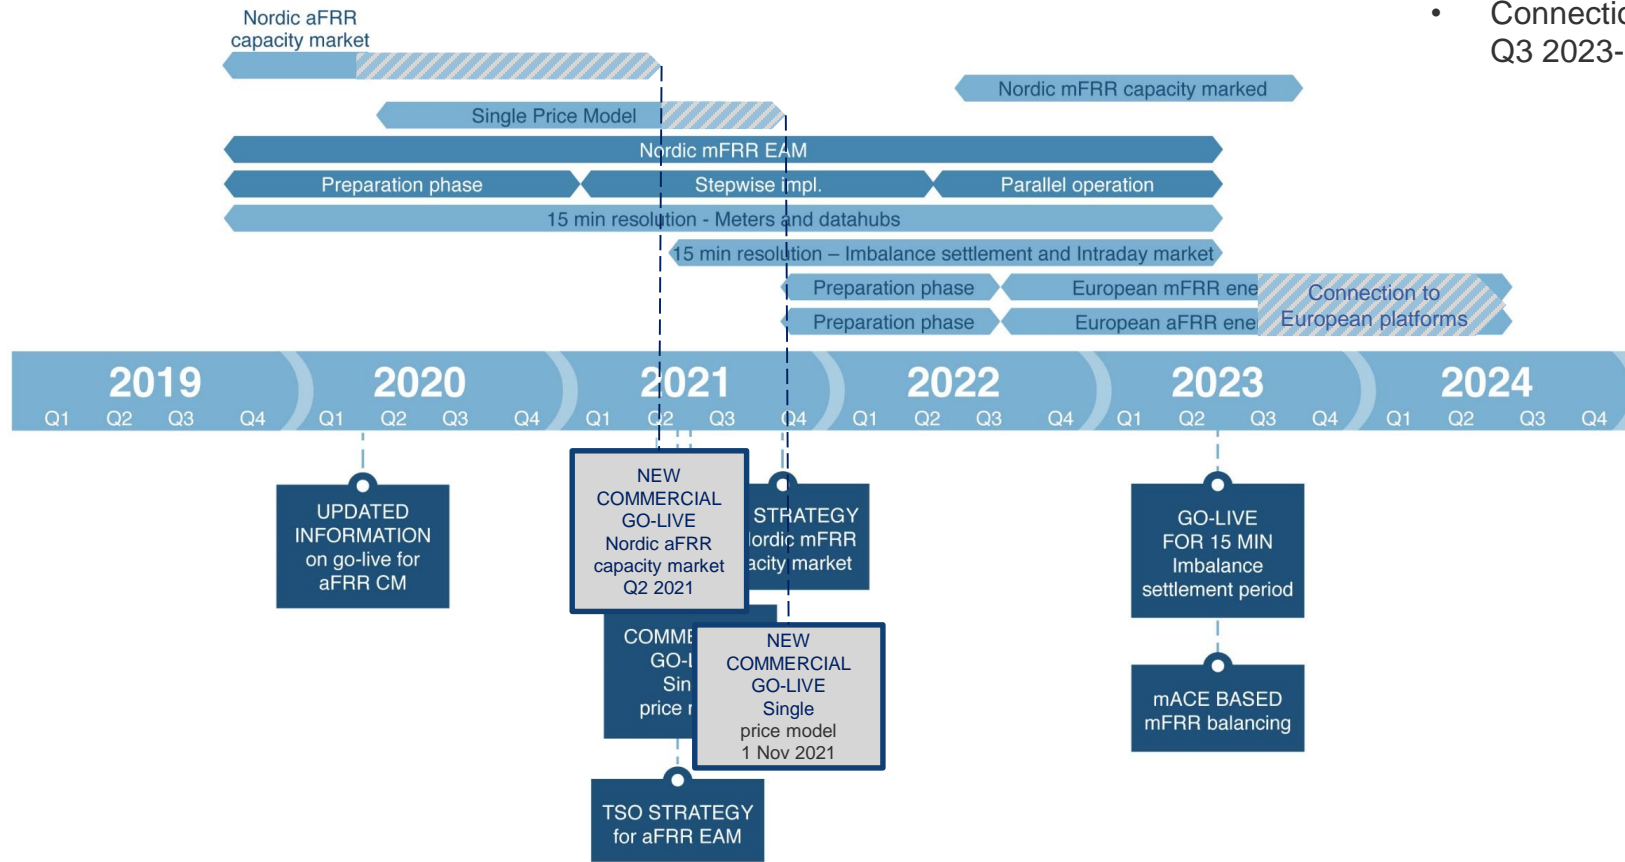 • Connectio
Q3 2023-
Nordic aFRR
capacity market
Nordic mFRR capacity marked
Single Price Model
Nordic mFRR EAM
Preparation phase
Stepwise impl.
Parallel operation
15 min resolution - Meters and datahubs
15 min resolution – Imbalance settlement and Intraday market
Preparation phase
European mFRR ene
Preparation phase
European aFRR ene
Connection to
European platforms
2019
2020
2021
2022
2023
2024
Q1 Q2 Q3 Q4 Q1 Q2 Q3 Q4 Q1 Q2 Q3 Q4 Q1 Q2 Q3 Q4 Q1 Q2 Q3 Q4 Q1 Q2 Q3 Q4
UPDATED
INFORMATION
on go-live for
aFRR CM
NEW
COMMERCIAL
GO-LIVE
Nordic aFRR
capacity market
Q2 2021
STRATEGY
ordic mFRR
acity market
COMME
GO-L
Sin
price
NEW
COMMERCIAL
GO-LIVE
Single
price model
1 Nov 2021
TSO STRATEGY
for aFRR EAM
GO-LIVE
FOR 15 MIN
Imbalance
settlement period
mACE BASED
mFRR balancing